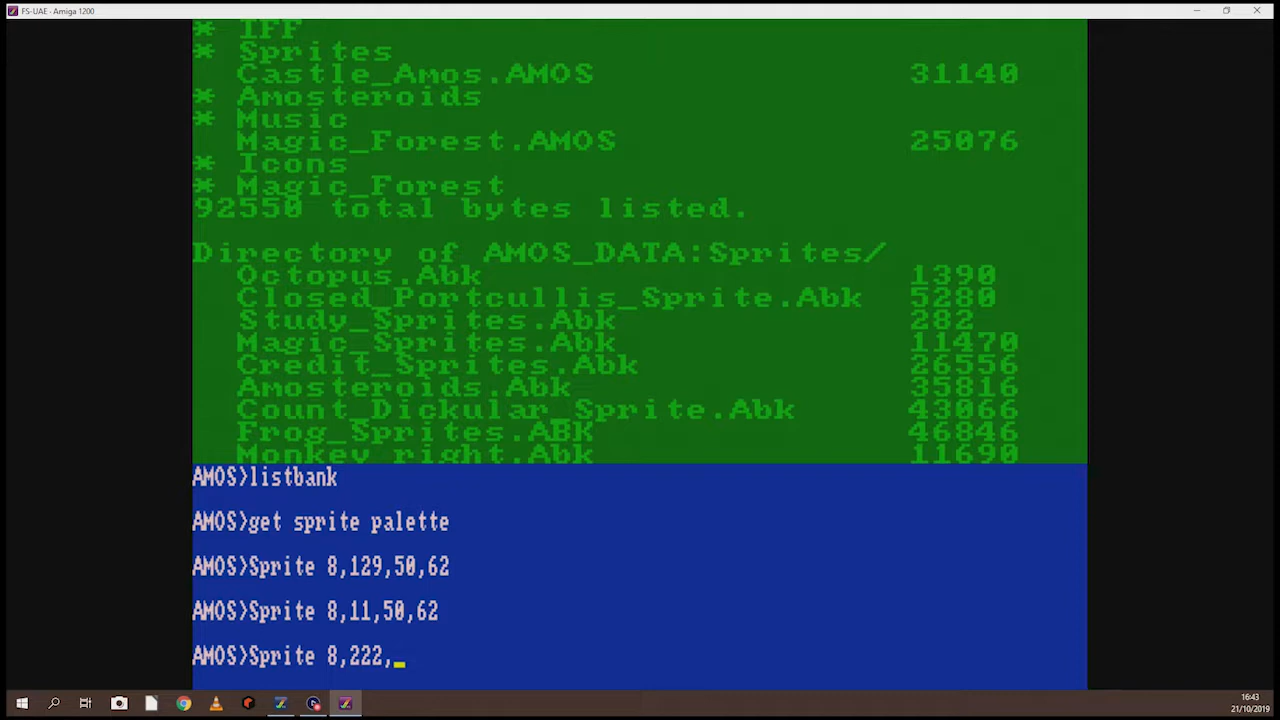 FS-UAE - Amiga 1200
* IFF
* Sprites
Castle_Amos.AMOS 31140
* Amosteroids
* Music
Magic_Forest.AMOS 25076
* Icons
* Magic_Forest
92550 total bytes listed.
Directory of AMOS_DATA:Sprites/
Octopus.Abk 1390
Closed_Portcullis_Sprite.Abk 5280
Study_Sprites.Abk 282
Magic_Sprites.Abk 11470
Credit_Sprites.Abk 26556
Amosteroids.Abk 35816
Count_Dickular_Sprite.Abk 43066
Frog_Sprites.ABK 46846
Monkey_right.Abk 11690
AMOS>listbank
AMOS>get sprite palette
AMOS>Sprite 8,129,50,62
AMOS>Sprite 8,11,50,62
AMOS>Sprite 8,222,_
16:43
21/10/2019